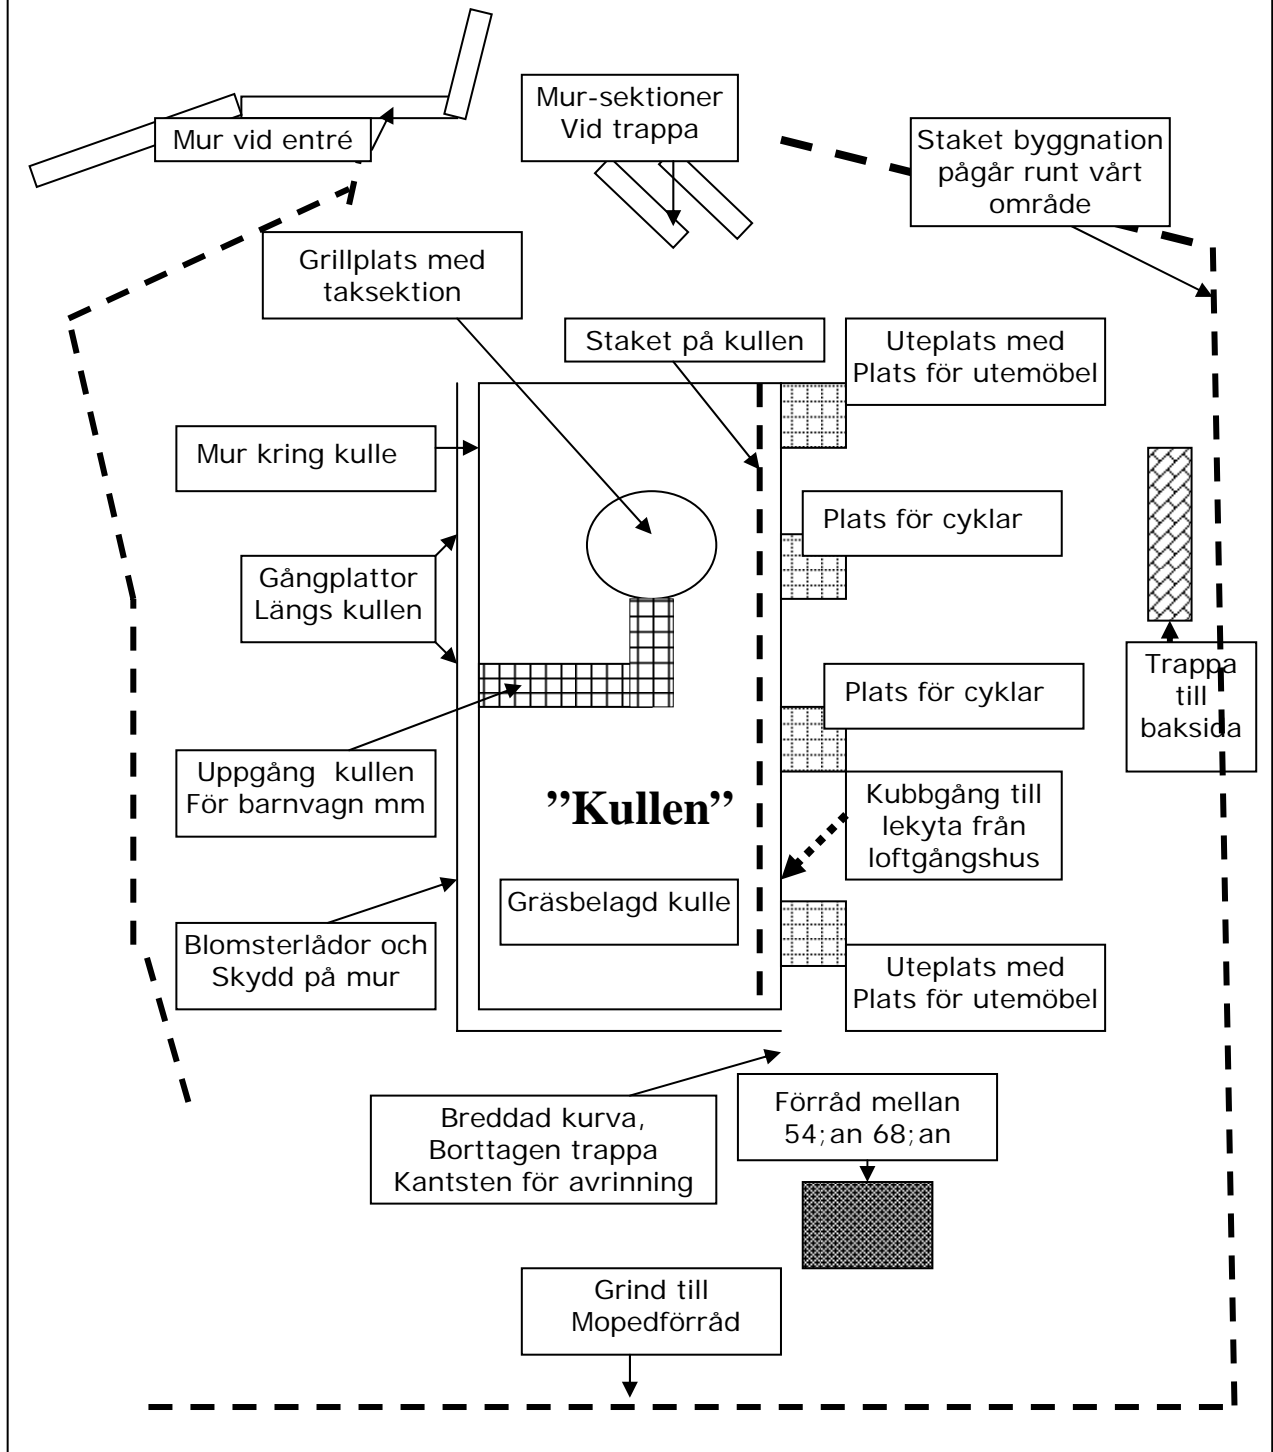 Mur-sektioner
Vid trappa
Mur vid entré
Staket byggnation
pågår runt vårt
område
Grillplats med
taksektion
Staket på kullen
Uteplats med
Plats för utemöbel
Mur kring kulle
Plats för cyklar
Gångplattor
Längs kullen
Plats för cyklar
Trappa
till
baksida
Uppgång kullen
För barnvagn mm
”Kullen”
Kubbgång till
lekyta från
loftgångshus
Gräsbelagd kulle
Blomsterlådor och
Skydd på mur
Uteplats med
Plats för utemöbel
Breddad kurva,
Borttagen trappa
Kantsten för avrinning
Förråd mellan
54;an 68;an
Grind till
Mopedförråd